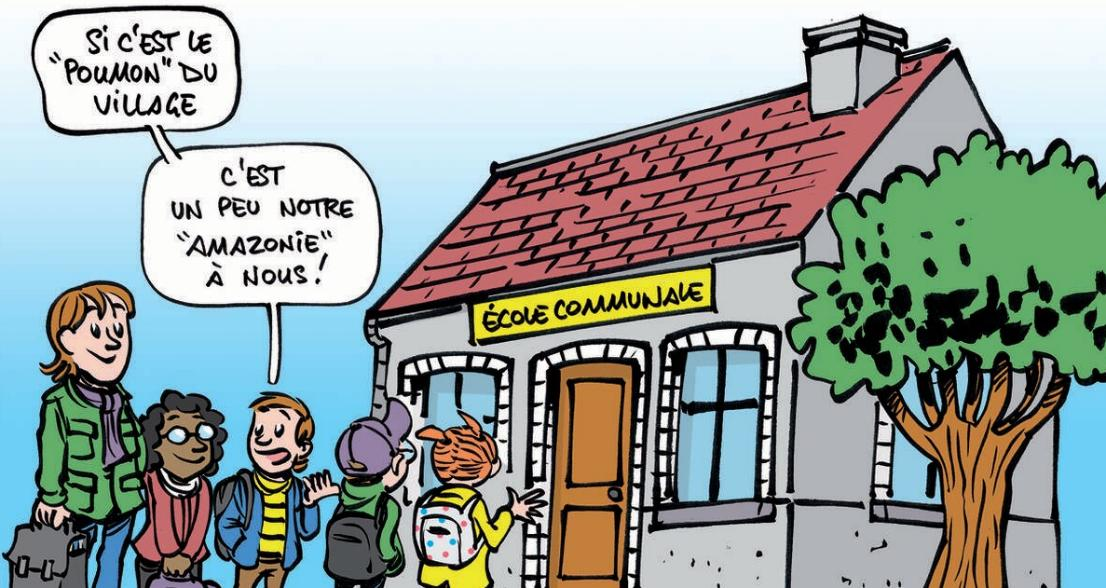 Si C'EST LE
"POUMON" DU
ViLLAGE
C'EST
UN PEU NOTRE
"AMAZONiE"
À NOUS!
ÉCOLE COMMUNALE